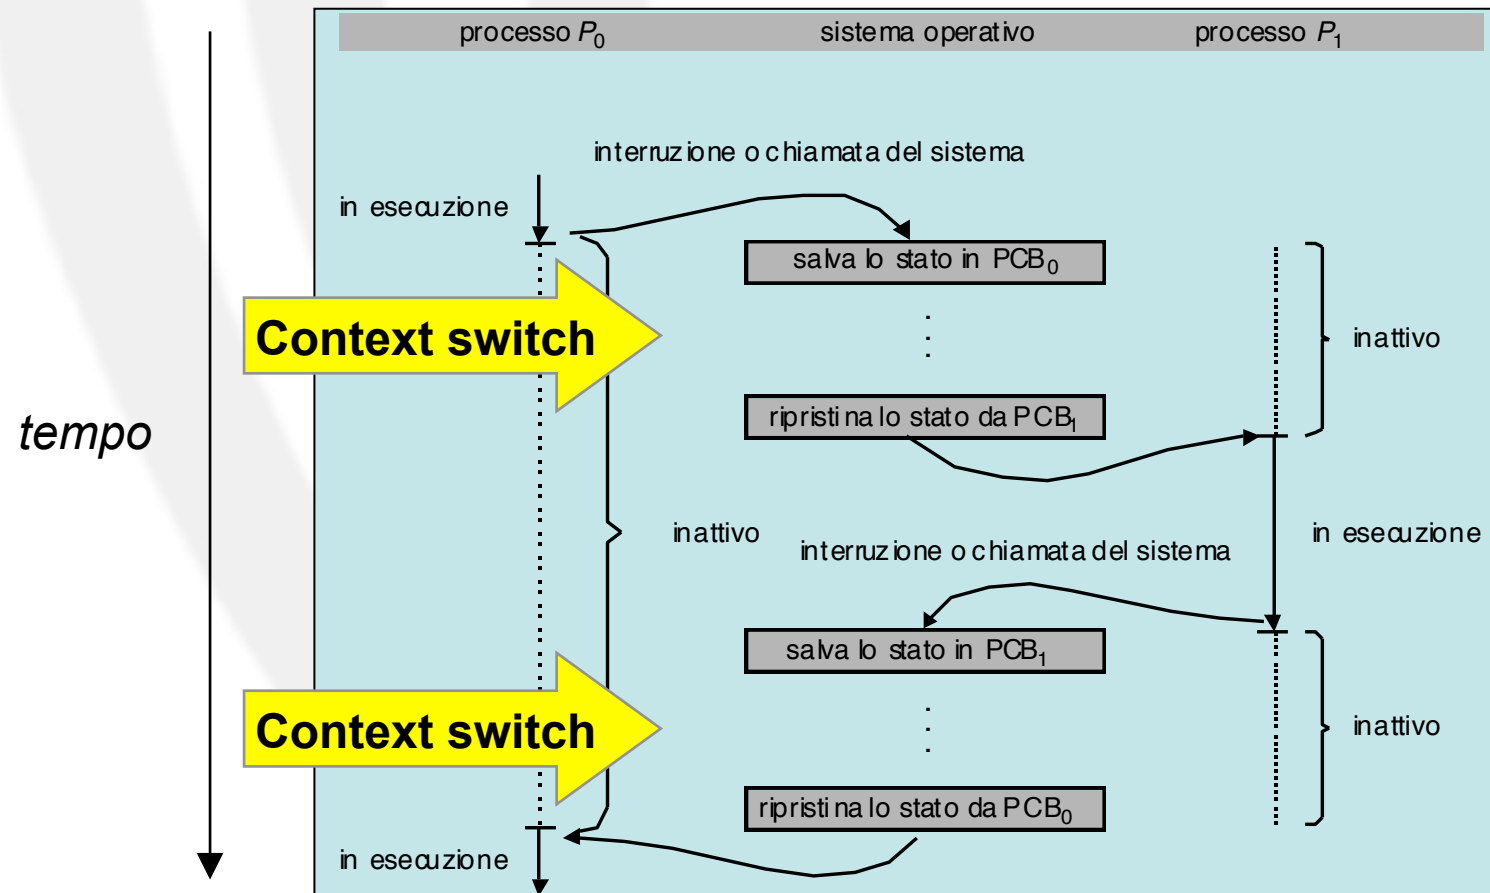 processo P0 sistema operativo processo P1
interruzione o chiamata del sistema
in esecuzione
salva lo stato in PCB0
Context switch
inattivo
ripristina lo stato da PCB1
tempo
inattivo
in esecuzione
interruzione o chiamata del sistema
salva lo stato in PCB1
Context switch
inattivo
ripristina lo stato da PCB0
in esecuzione